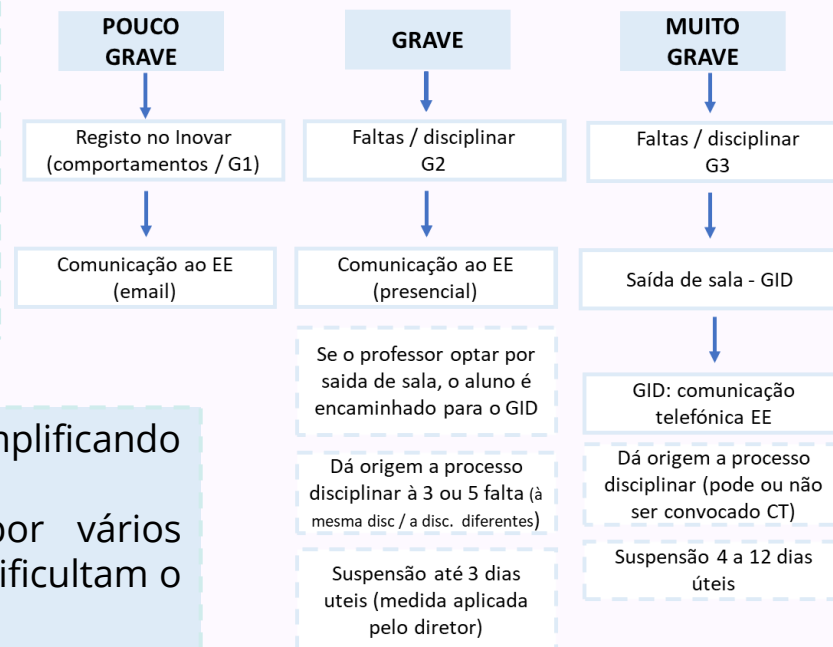 POUCO
GRAVE
Registo no Inovar
(comportamentos / G1)
Comunicação ao EE
(email)
GRAVE
Faltas / disciplinar
G2
Comunicação ao EE
(presencial)
Se o professor optar por
saida de sala, o aluno é
encaminhado para o GID
Dá origem a processo
disciplinar à 3 ou 5 falta (à
mesma disc / a disc. diferentes)
Suspensão até 3 dias
uteis (medida aplicada
pelo diretor)
MUITO
GRAVE
Faltas / disciplinar
G3
Saída de sala - GID
GID: comunicação
telefónica EE
Dá origem a processo
disciplinar (pode ou não
ser convocado CT)
Suspensão 4 a 12 dias
úteis
por vários
o